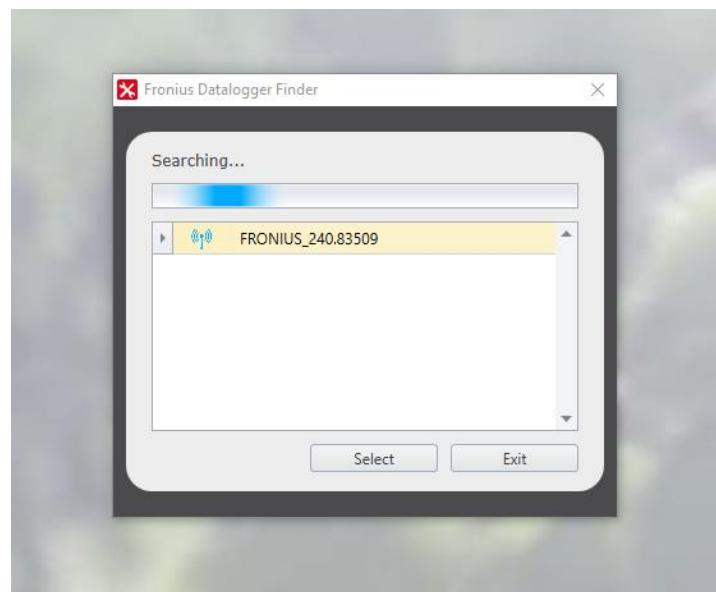 Fronius Datalogger Finder
Searching...
FRONIUS_240.83509
Select Exit